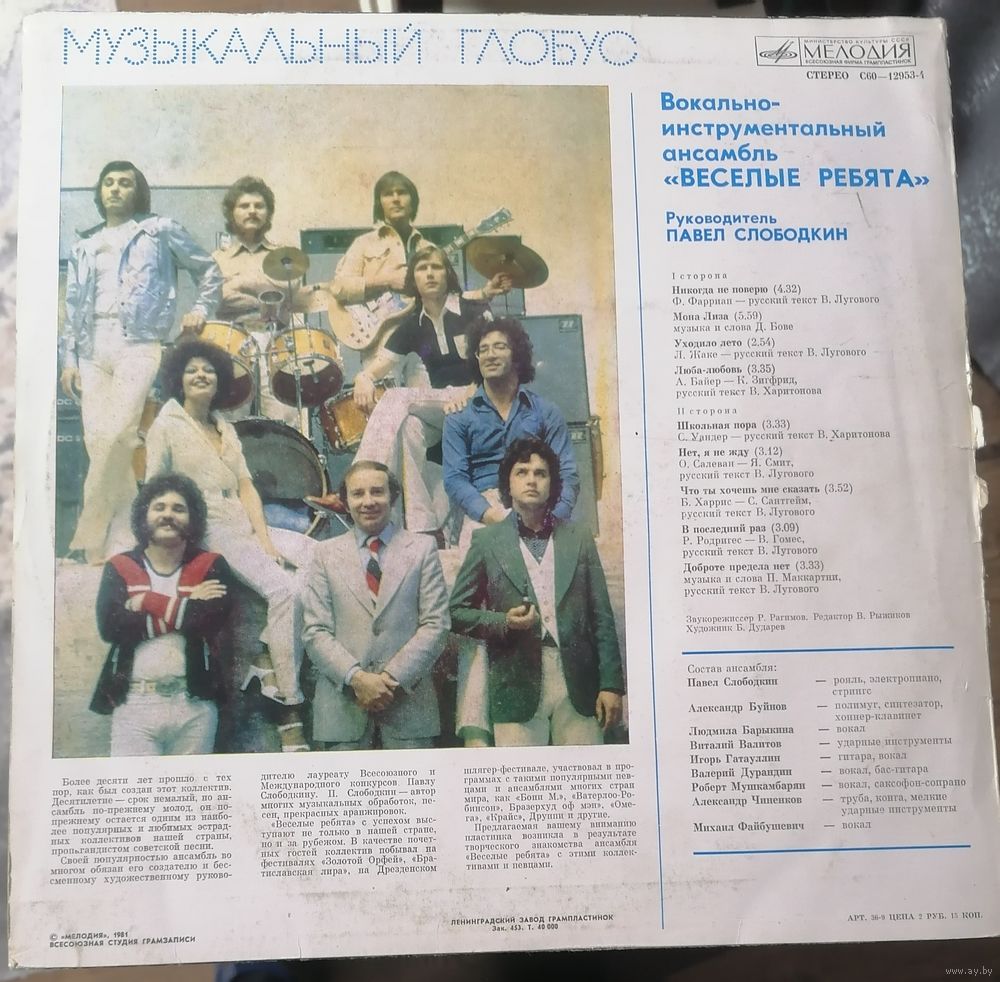 МУЗЫКАЛЬНЫЙ ГЛОБУС
МИНИСТЕРСТВО КУЛЬТУРЫ СССР
МЕЛОДИЯ
ВСЕСОЮЗНАЯ ФИРМА ГРАМПЛАСТИНОК
СТЕРЕО С60—12953-4
Вокально-
инструментальный
ансамбль
«ВЕСЕЛЫЕ РЕБЯТА»
Руководитель
ПАВЕЛ СЛОБОДКИН
I сторона
Никогда не поверю (4.32)
Ф. Фарриан — русский текст В. Лугового
Мона Лиза (5.59)
музыка и слова Д. Бове
Уходило лето (2.54)
Л. Жаке — русский текст В. Лугового
Люба-любовь (3.35)
А. Байер — К. Зигфрид,
русский текст В. Харитонова
II сторона
Школьная пора (3.33)
С. Уандер — русский текст В. Харитонова
Нет, я не жду (3.12)
О. Салеван — Я. Смит,
русский текст В. Лугового
Что ты хочешь мне сказать (3.52)
Б. Харрис — С. Сантгейм,
русский текст В. Лугового
В последний раз (3.09)
Р. Родригес — В. Гомес,
русский текст В. Лугового
Доброте предела нет (3.33)
музыка и слова П. Маккартни,
русский текст В. Лугового
Звукорежиссер Р. Рагимов. Редактор В. Рыжиков
Художник Б. Дударев
Состав ансамбля:
Павел Слободкин — рояль, электропиано,
стрингс
Александр Буйнов — полимуг, синтезатор,
хоннер-клавинет
Людмила Барыкина — вокал
Виталий Валитов — ударные инструменты
Игорь Гатауллин — гитара, вокал
Валерий Дурандин — вокал, бас-гитара
Роберт Мушкамбарян — вокал, саксофон-сопрано
Александр Чиненков — труба, конга, мелкие
ударные инструменты
Михаил Файбушевич — вокал
Более десяти лет прошло с тех
пор, как был создан этот коллектив.
Десятилетие — срок немалый, но ан-
самбль по-прежнему молод, он по-
прежнему остается одним из наибо-
лее популярных и любимых эстрад-
ных коллективов нашей страны,
пропагандистом советской песни.
Своей популярностью ансамбль во
многом обязан его создателю и бес-
сменному художественному руково-
дителю лауреату Всесоюзного и
Международного конкурсов Павлу
Слободкину. П. Слободкин — автор
многих музыкальных обработок, пе-
сен, прекрасных аранжировок.
«Веселые ребята» с успехом выс-
тупают не только в нашей стране,
но и за рубежом. В качестве почет-
ных гостей коллектив побывал на
фестивалях «Золотой Орфей», «Бра-
тиславская лира», на Дрезденском
шлягер-фестивале, участвовал в про-
граммах с такими популярными пев-
цами и ансамблями многих стран
мира, как «Бони М.», «Ватерлоо-Ро-
бинсон», Бразерхуд оф мэн», «Оме-
га», «Крайс», Друпи и другие.
Предлагаемая вашему вниманию
пластинка возникла в результате
творческого знакомства ансамбля
«Веселые ребята» с этими коллек-
тивами и певцами.
© «МЕЛОДИЯ», 1981
ВСЕСОЮЗНАЯ СТУДИЯ ГРАМЗАПИСИ
ЛЕНИНГРАДСКИЙ ЗАВОД ГРАМПЛАСТИНОК
Зак. 453. Т. 40 000
АРТ. 36-9 ЦЕНА 2 РУБ. 15 КОП.
www.ay.by